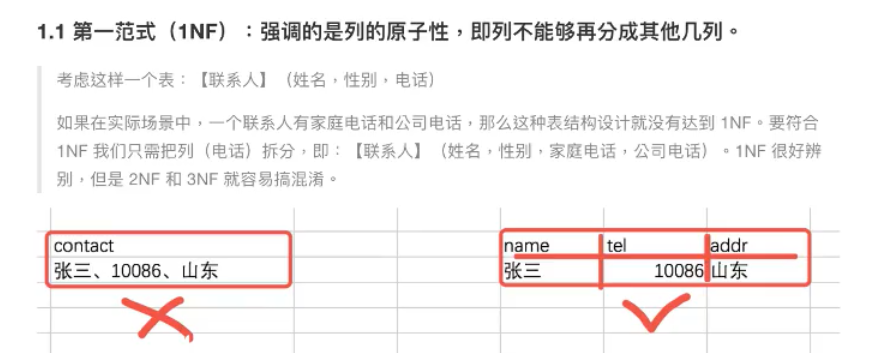 1.1 第一范式（1NF）：强调的是列的原子性，即列不能够再分成其他几列。
考虑这样一个表：【联系人】（姓名，性别，电话）
如果在实际场景中，一个联系人有家庭电话和公司电话，那么这种表结构设计就没有达到 1NF。要符合
1NF 我们只需把列（电话）拆分，即：【联系人】（姓名，性别，家庭电话，公司电话）。1NF 很好辨
别，但是 2NF 和 3NF 就容易搞混淆。
contact
张三、10086、山东
name tel addr
张三 10086 山东